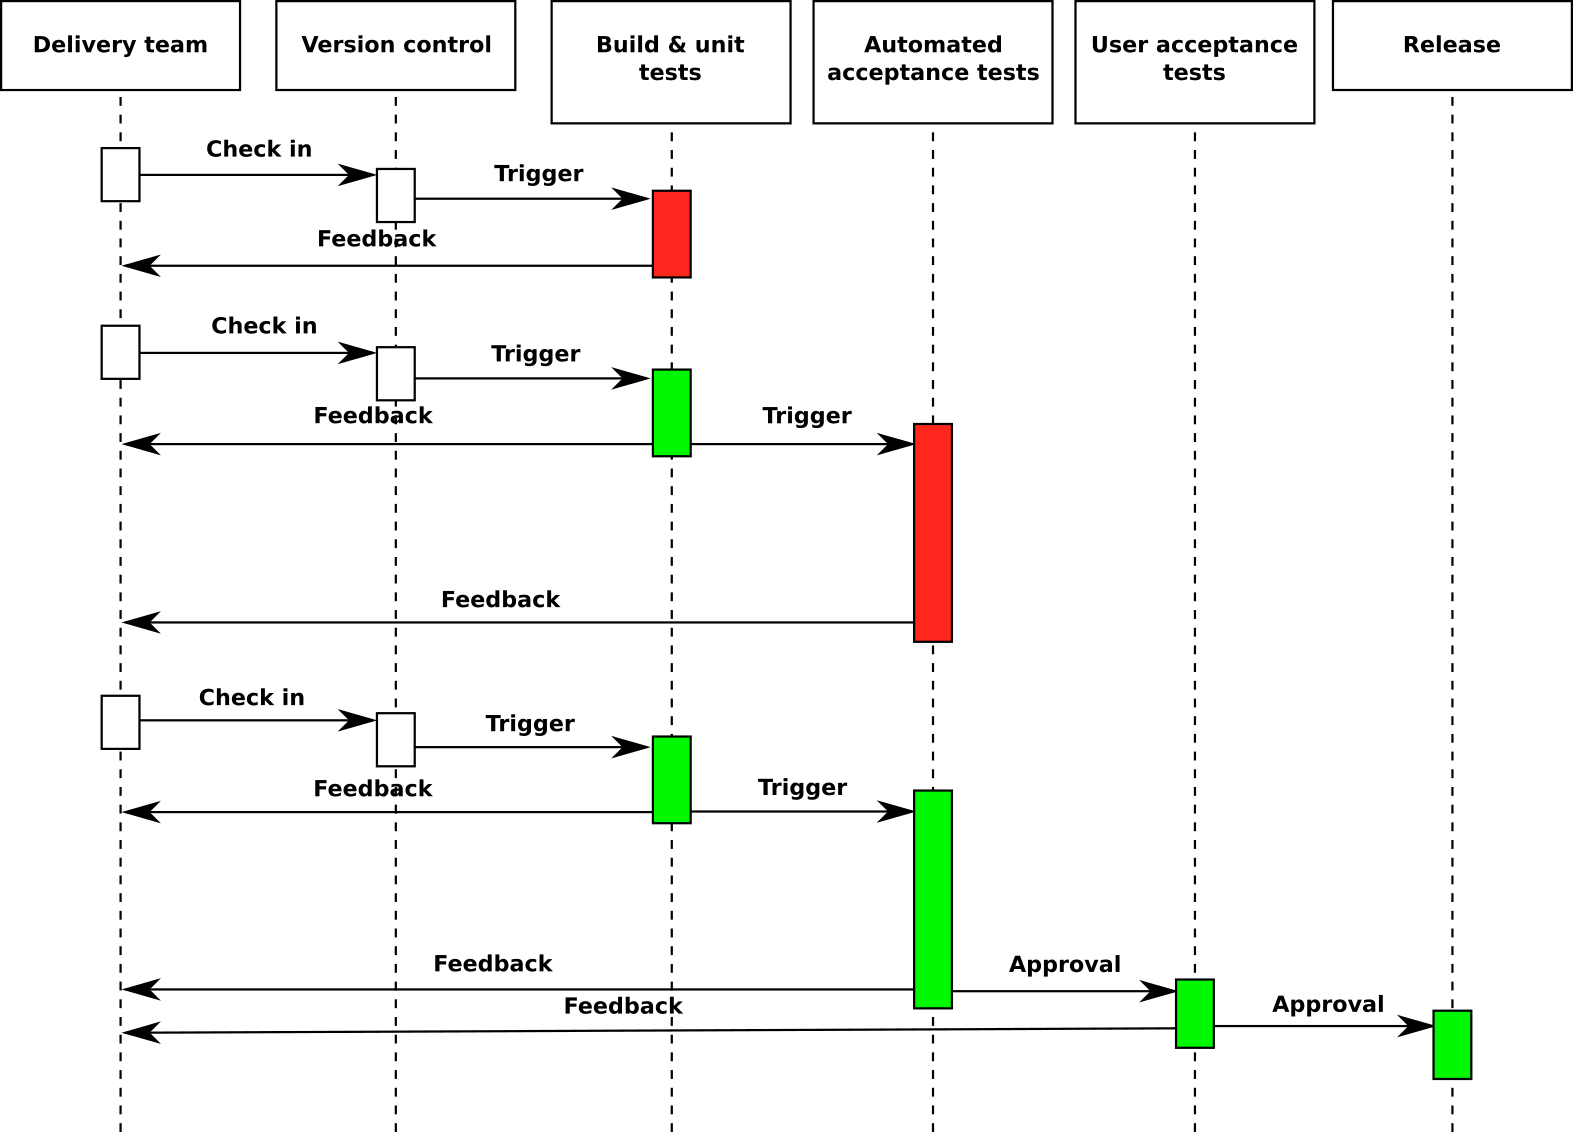 Delivery team
Version control
Build & unit
tests
Automated
acceptance tests
User acceptance
tests
Release
Check in
Trigger
Feedback
Check in
Trigger
Feedback
Trigger
Feedback
Check in
Trigger
Feedback
Trigger
Feedback
Approval
Feedback
Approval